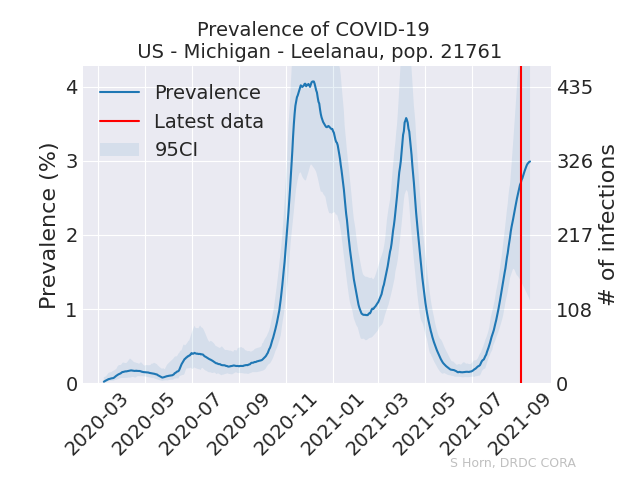 Prevalence of COVID-19
US - Michigan - Leelanau, pop. 21761
Prevalence
Latest data
95CI
Prevalence (%)
4
3
2
1
0
# of infections
435
326
217
108
0
2020-03
2020-05
2020-07
2020-09
2020-11
2021-01
2021-03
2021-05
2021-07
2021-09
S Horn, DRDC CORA